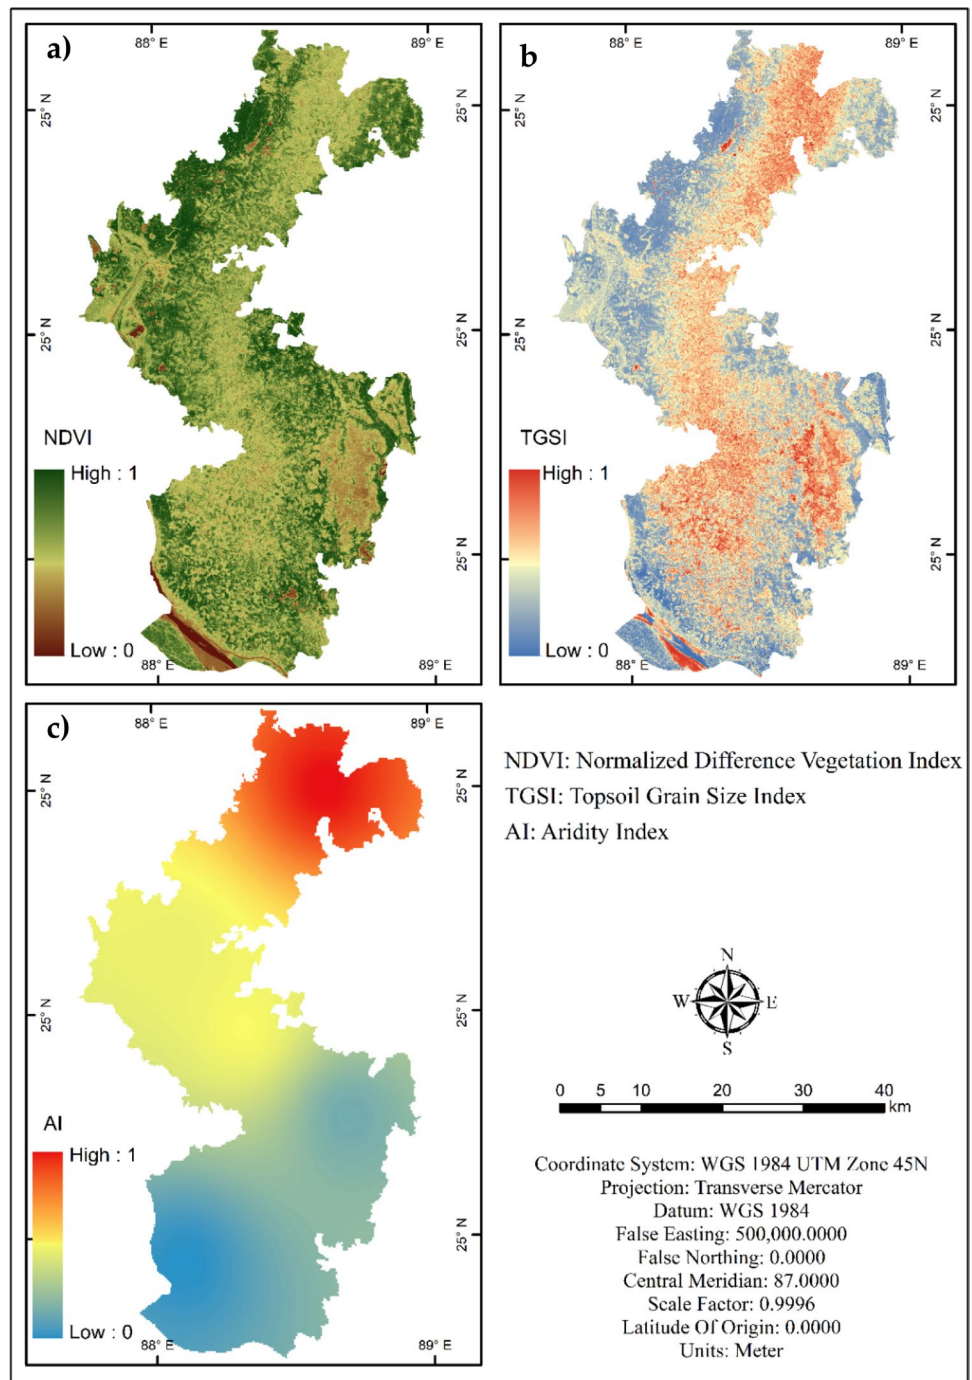 a)
88° E
89° E
25° N
25° N
25° N
25° N
25° N
25° N
NDVI
High : 1
Low : 0
88° E
89° E
b
88° E
89° E
25° N
25° N
25° N
25° N
25° N
25° N
TGSI
High : 1
Low : 0
88° E
89° E
c)
88° E
89° E
25° N
25° N
25° N
25° N
25° N
AI
High : 1
Low : 0
88° E
89° E
NDVI: Normalized Difference Vegetation Index
TGSI: Topsoil Grain Size Index
AI: Aridity Index
N
W
E
S
0 5 10 20 30 40
km
Coordinate System: WGS 1984 UTM Zone 45N
Projection: Transverse Mercator
Datum: WGS 1984
False Easting: 500,000.0000
False Northing: 0.0000
Central Meridian: 87.0000
Scale Factor: 0.9996
Latitude Of Origin: 0.0000
Units: Meter